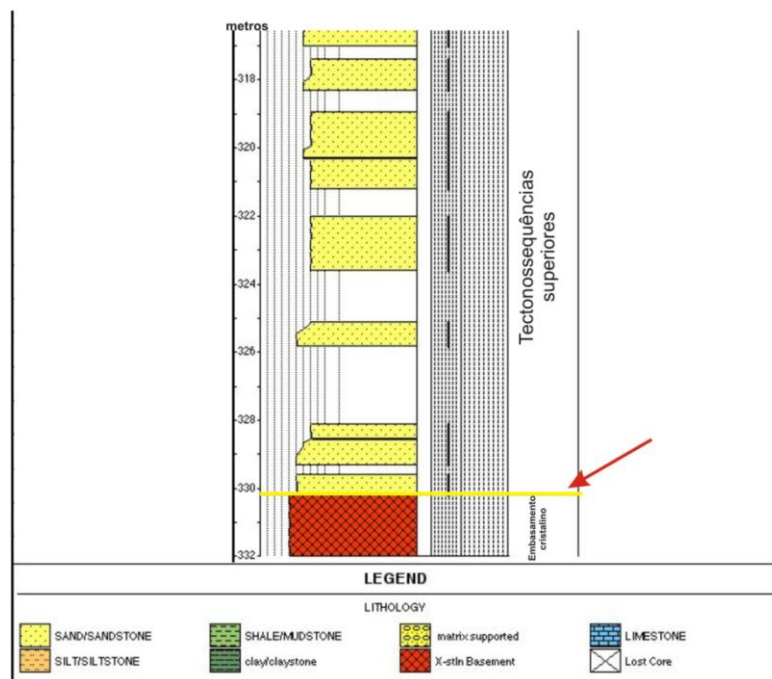 metros
-318
-320
-322
-324
-326
-328
-330
-332
Tectonossequências
superiores
Embasamento
cristalino
LEGEND
LITHOLOGY
SAND/SANDSTONE
SHALE/MUDSTONE
matrix supported
LIMESTONE
SILT/SILTSTONE
clay/claystone
X-stln Basement
Lost Core